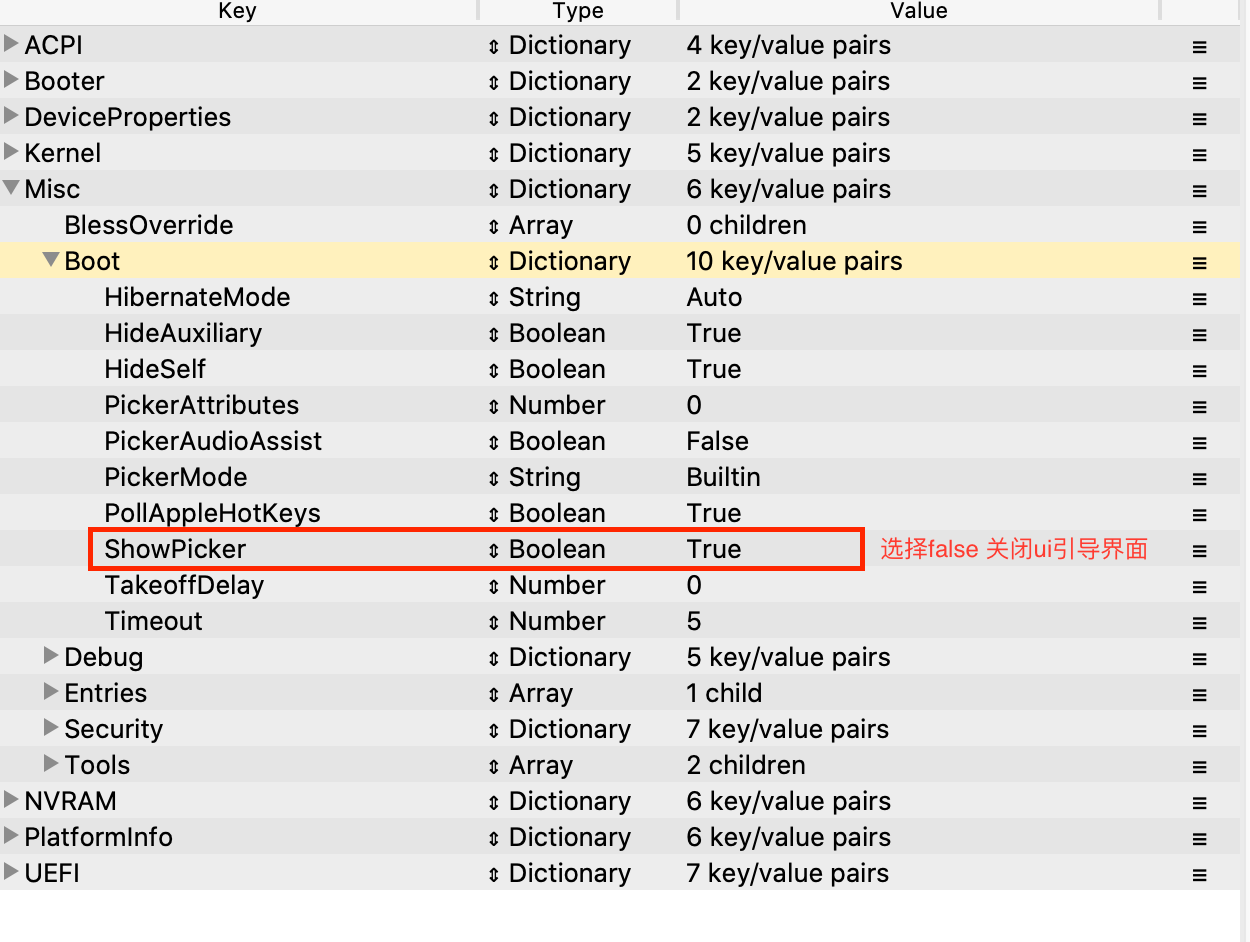 Key Type Value
ACPI Dictionary 4 key/value pairs
Booter Dictionary 2 key/value pairs
DeviceProperties Dictionary 2 key/value pairs
Kernel Dictionary 5 key/value pairs
Misc Dictionary 6 key/value pairs
BlessOverride Array 0 children
Boot Dictionary 10 key/value pairs
HibernateMode String Auto
HideAuxiliary Boolean True
HideSelf Boolean True
PickerAttributes Number 0
PickerAudioAssist Boolean False
PickerMode String Builtin
PollAppleHotKeys Boolean True
ShowPicker Boolean True 选择false 关闭ui引导界面
TakeoffDelay Number 0
Timeout Number 5
Debug Dictionary 5 key/value pairs
Entries Array 1 child
Security Dictionary 7 key/value pairs
Tools Array 2 children
NVRAM Dictionary 6 key/value pairs
PlatformInfo Dictionary 6 key/value pairs
UEFI Dictionary 7 key/value pairs